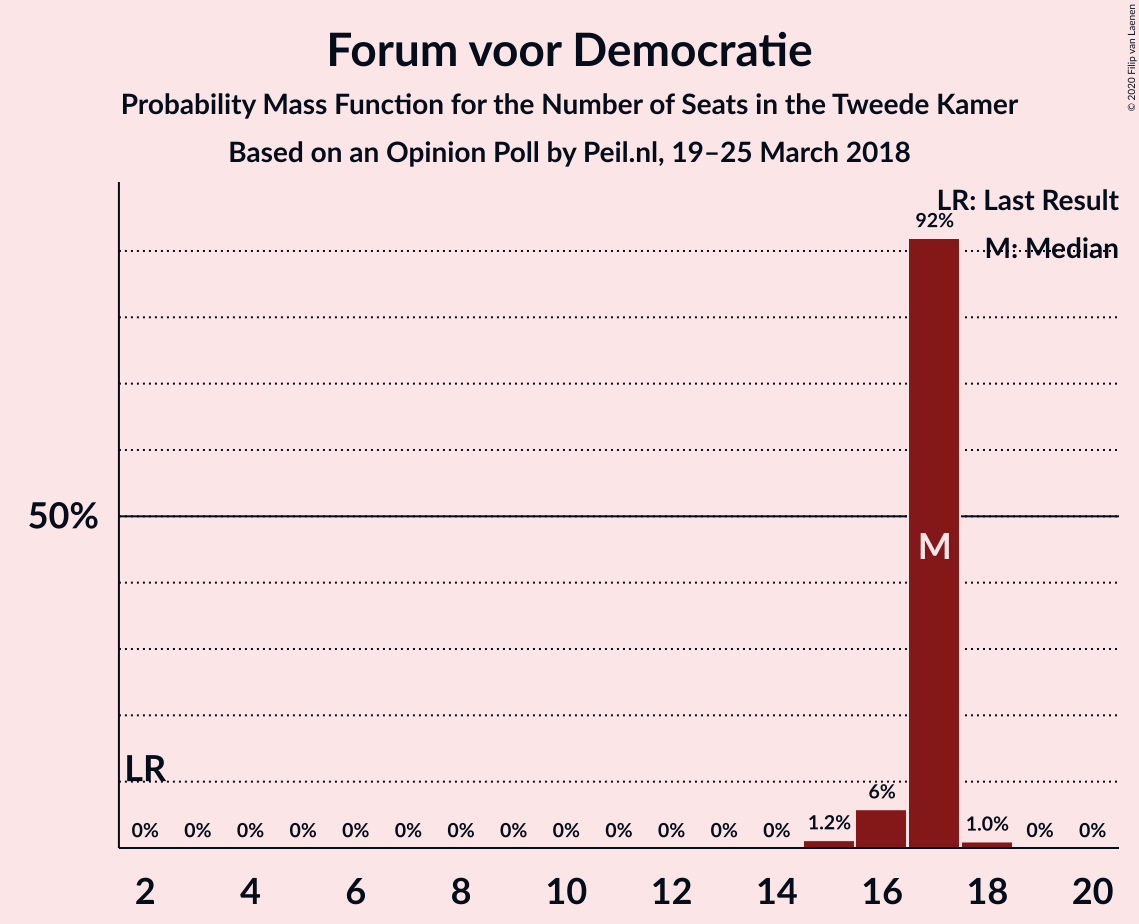 Forum voor Democratie
Probability Mass Function for the Number of Seats in the Tweede Kamer
Based on an Opinion Poll by Peil.nl, 19–25 March 2018
© 2020 Filip van Laenen
LR: Last Result
92%
M: Median
50%
M
LR
6%
1.2%
1.0%
0% 0% 0% 0% 0% 0% 0% 0% 0% 0% 0% 0% 0% 0% 0%
2 4 6 8 10 12 14 16 18 20